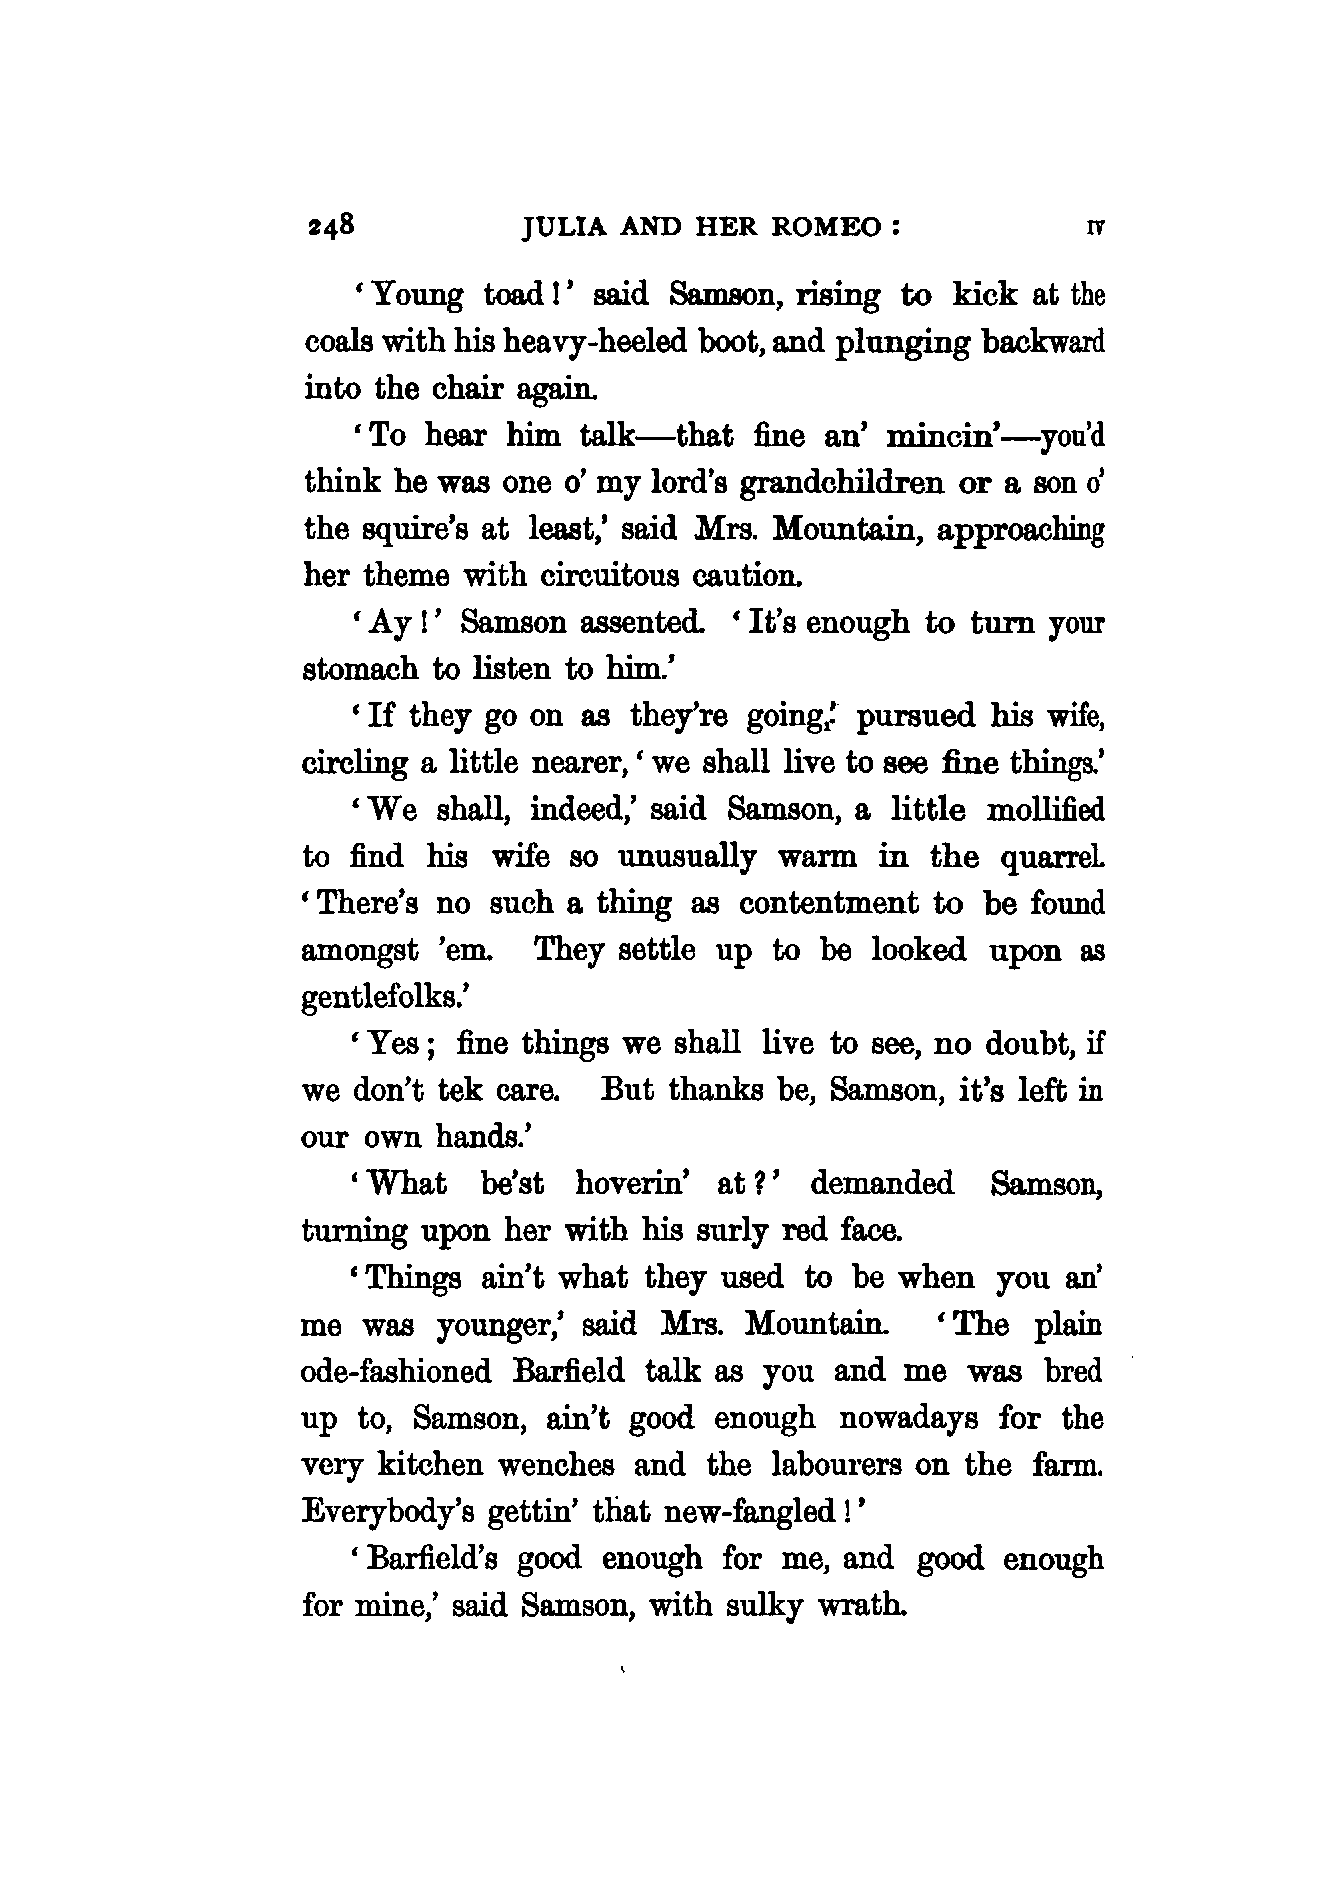 248 JULIA AND HER ROMEO : IV
‘Young toad!’ said Samson, rising to kick at the
coals with his heavy-heeled boot, and plunging backward
into the chair again.
‘To hear him talk—that fine an’ mincin’—you’d
think he was one o’ my lord’s grandchildren or a son o’
the squire’s at least,’ said Mrs. Mountain, approaching
her theme with circuitous caution.
‘Ay!’ Samson assented. ‘It’s enough to turn your
stomach to listen to him.’
‘If they go on as they’re going,’ pursued his wife,
circling a little nearer, ‘we shall live to see fine things.’
‘We shall, indeed,’ said Samson, a little mollified
to find his wife so unusually warm in the quarrel.
‘There’s no such a thing as contentment to be found
amongst ’em. They settle up to be looked upon as
gentlefolks.’
‘Yes; fine things we shall live to see, no doubt, if
we don’t tek care. But thanks be, Samson, it’s left in
our own hands.’
‘What be’st hoverin’ at?’ demanded Samson,
turning upon her with his surly red face.
‘Things ain’t what they used to be when you an’
me was younger,’ said Mrs. Mountain. ‘The plain
ode-fashioned Barfield talk as you and me was bred
up to, Samson, ain’t good enough nowadays for the
very kitchen wenches and the labourers on the farm.
Everybody’s gettin’ that new-fangled!’
‘Barfield’s good enough for me, and good enough
for mine,’ said Samson, with sulky wrath.